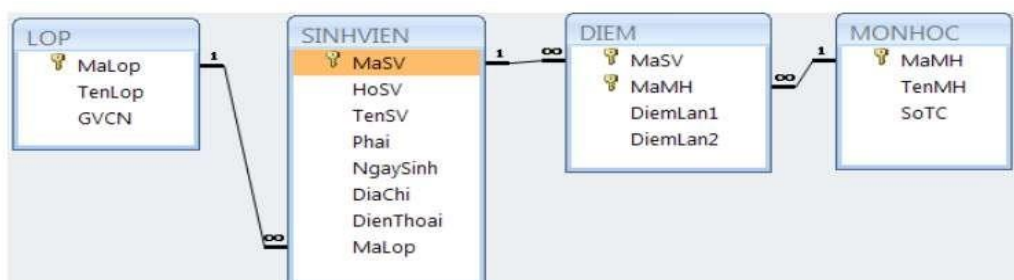 LOP
MaLop
TenLop
GVCN
1
∞
SINHVIEN
MaSV
HoSV
TenSV
Phai
NgaySinh
DiaChi
DienThoai
MaLop
1
∞
DIEM
MaSV
MaMH
DiemLan1
DiemLan2
∞
1
MONHOC
MaMH
TenMH
SoTC